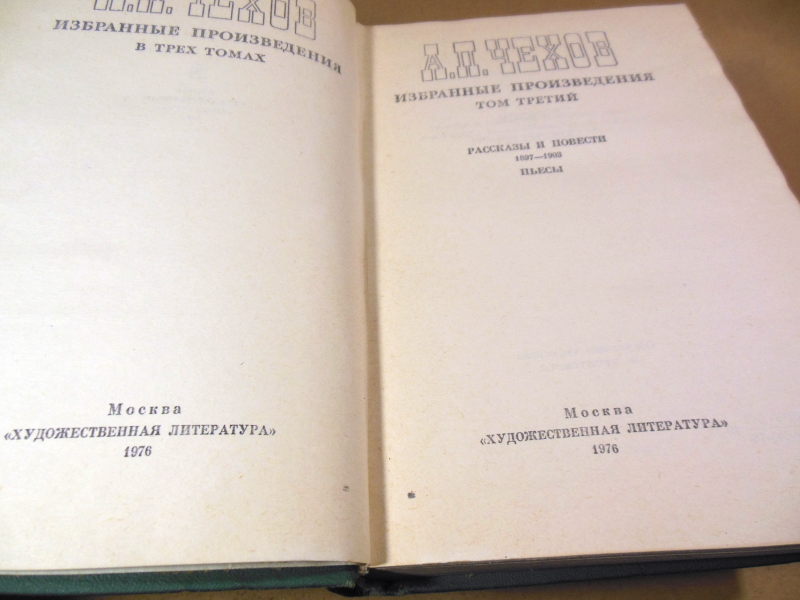 А.П. ЧЕХОВ
ИЗБРАННЫЕ ПРОИЗВЕДЕНИЯ
В ТРЕХ ТОМАХ
Москва
«ХУДОЖЕСТВЕННАЯ ЛИТЕРАТУРА»
1976
А.П. ЧЕХОВ
ИЗБРАННЫЕ ПРОИЗВЕДЕНИЯ
ТОМ ТРЕТИЙ
РАССКАЗЫ И ПОВЕСТИ
1897—1903
ПЬЕСЫ
Москва
«ХУДОЖЕСТВЕННАЯ ЛИТЕРАТУРА»
1976